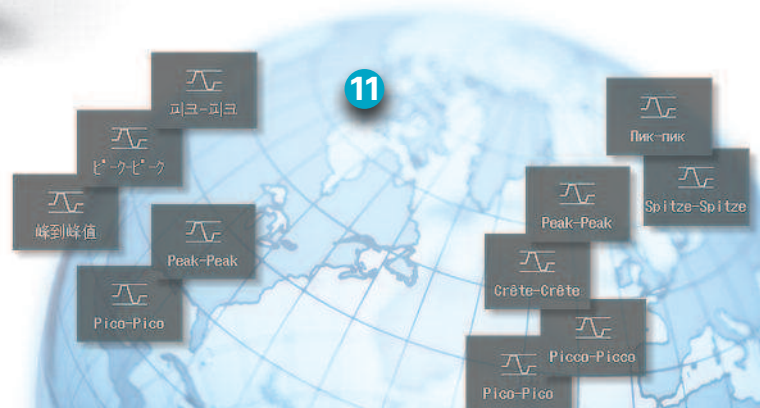 피크-피크
11
Пик-пик
ピーク-ピーク
Spitze-Spitze
峰到峰值
Peak-Peak
Peak-Peak
Crête-Crête
Pico-Pico
Picco-Picco
Pico-Pico